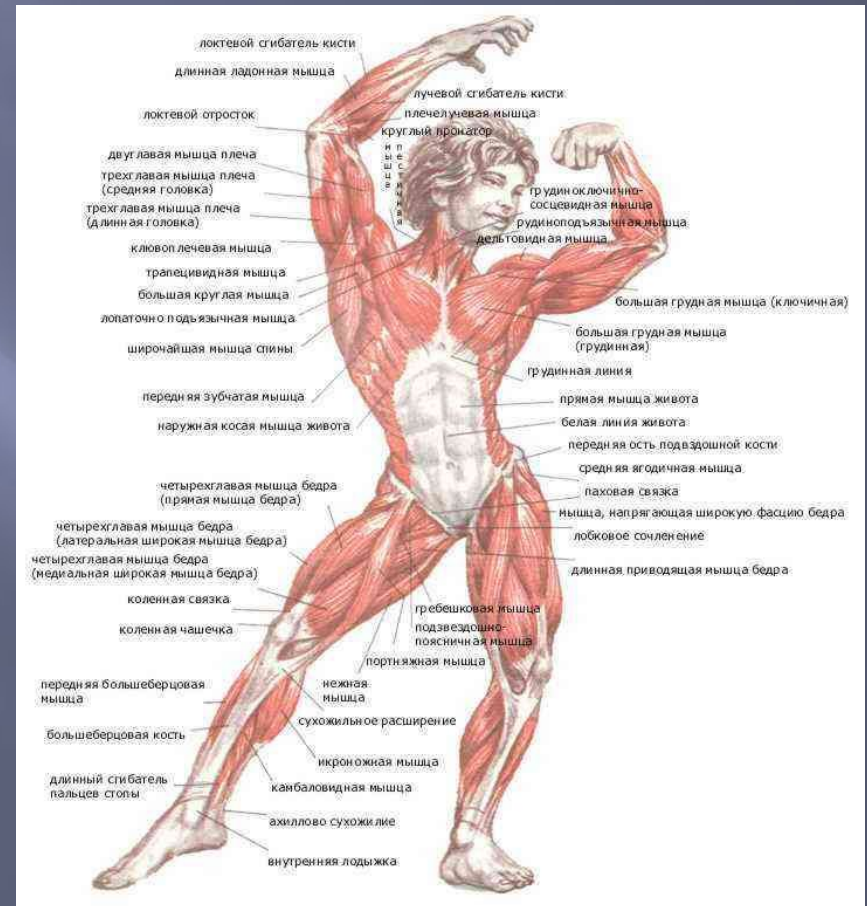 локтевой сгибатель кисти
длинная ладонная мышца
лучевой сгибатель кисти
плечелучевая мышца
локтевой отросток
круглый пронатор
двуглавая мышца плеча
мышца
лестничная
трехглавая мышца плеча
(средняя головка)
трехглавая мышца плеча
(длинная головка)
грудиноключично-
сосцевидная мышца
рудиноподъязычная мышца
дельтовидная мышца
клювоплечевая мышца
трапецивидная мышца
большая круглая мышца
лопаточно подъязычная мышца
широчайшая мышца спины
большая грудная мышца (ключичная)
большая грудная мышца
(грудинная)
грудинная линия
передняя зубчатая мышца
наружная косая мышца живота
прямая мышца живота
белая линия живота
передняя ость подвздошной кости
средняя ягодичная мышца
паховая связка
мышца, напрягающая широкую фасцию бедра
лобковое сочленение
длинная приводящая мышца бедра
четырехглавая мышца бедра
(прямая мышца бедра)
четырехглавая мышца бедра
(латеральная широкая мышца бедра)
четырехглавая мышца бедра
(медиальная широкая мышца бедра)
коленная связка
коленная чашечка
гребешковая мышца
подзвездошно-
поясничная мышца
портняжная мышца
нежная
мышца
передняя большеберцовая
мышца
сухожильное расширение
большеберцовая кость
икроножная мышца
длинный сгибатель
пальцев стопы
камбаловидная мышца
ахиллово сухожилие
внутренняя лодыжка